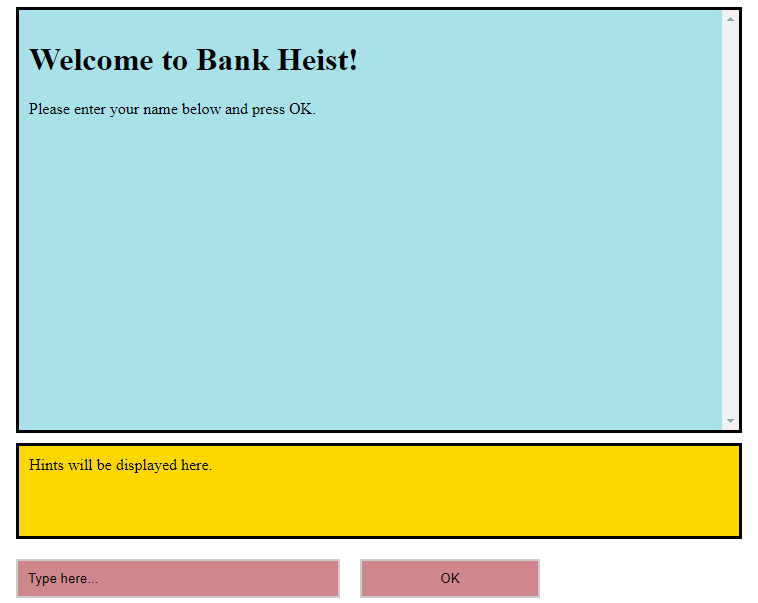 Welcome to Bank Heist!
Please enter your name below and press OK.
Hints will be displayed here.
Type here...
OK